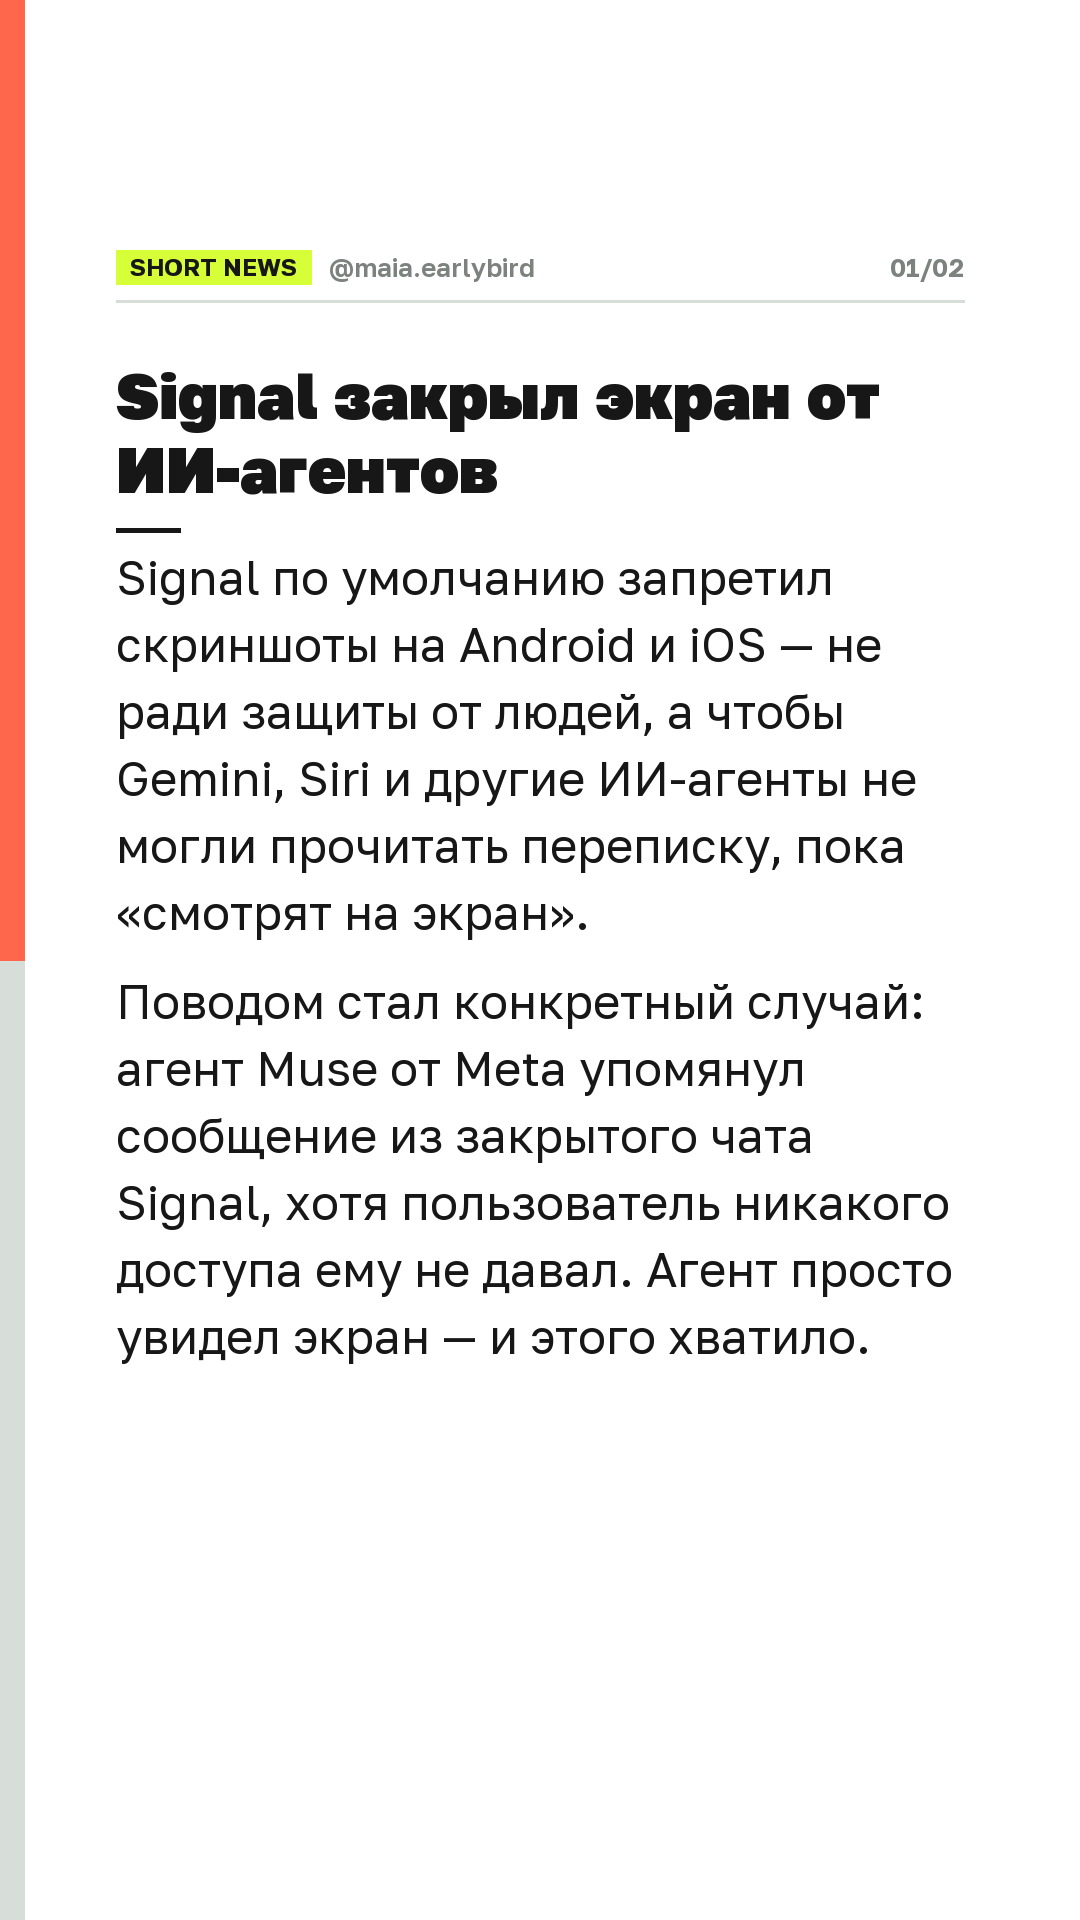 SHORT NEWS @maia.earlybird 01/02
Signal закрыл экран от
ИИ-агентов
Signal по умолчанию запретил
скриншоты на Android и iOS — не
ради защиты от людей, а чтобы
Gemini, Siri и другие ИИ-агенты не
могли прочитать переписку, пока
«смотрят на экран».
Поводом стал конкретный случай:
агент Muse от Meta упомянул
сообщение из закрытого чата
Signal, хотя пользователь никакого
доступа ему не давал. Агент просто
увидел экран — и этого хватило.